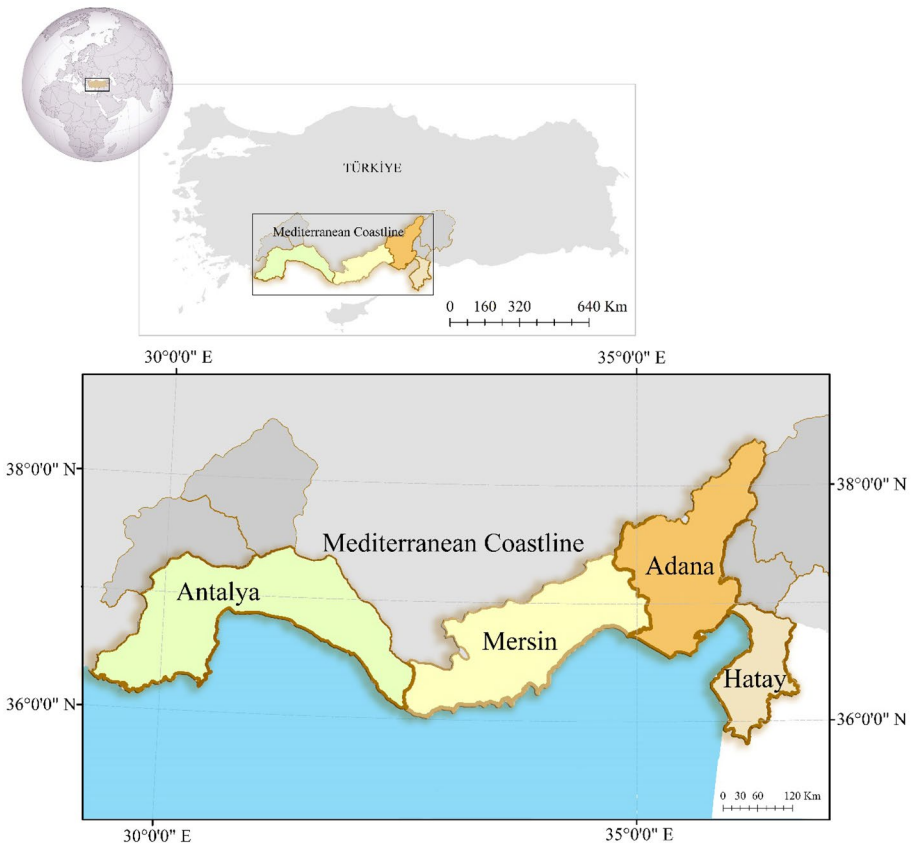 TÜRKİYE
Mediterranean Coastline
0 160 320 640 Km
30°0'0" E 35°0'0" E
38°0'0" N
38°0'0" N
Mediterranean Coastline
Adana
Antalya
Mersin
Hatay
36°0'0" N
36°0'0" N
0 30 60 120 Km
30°0'0" E 35°0'0" E